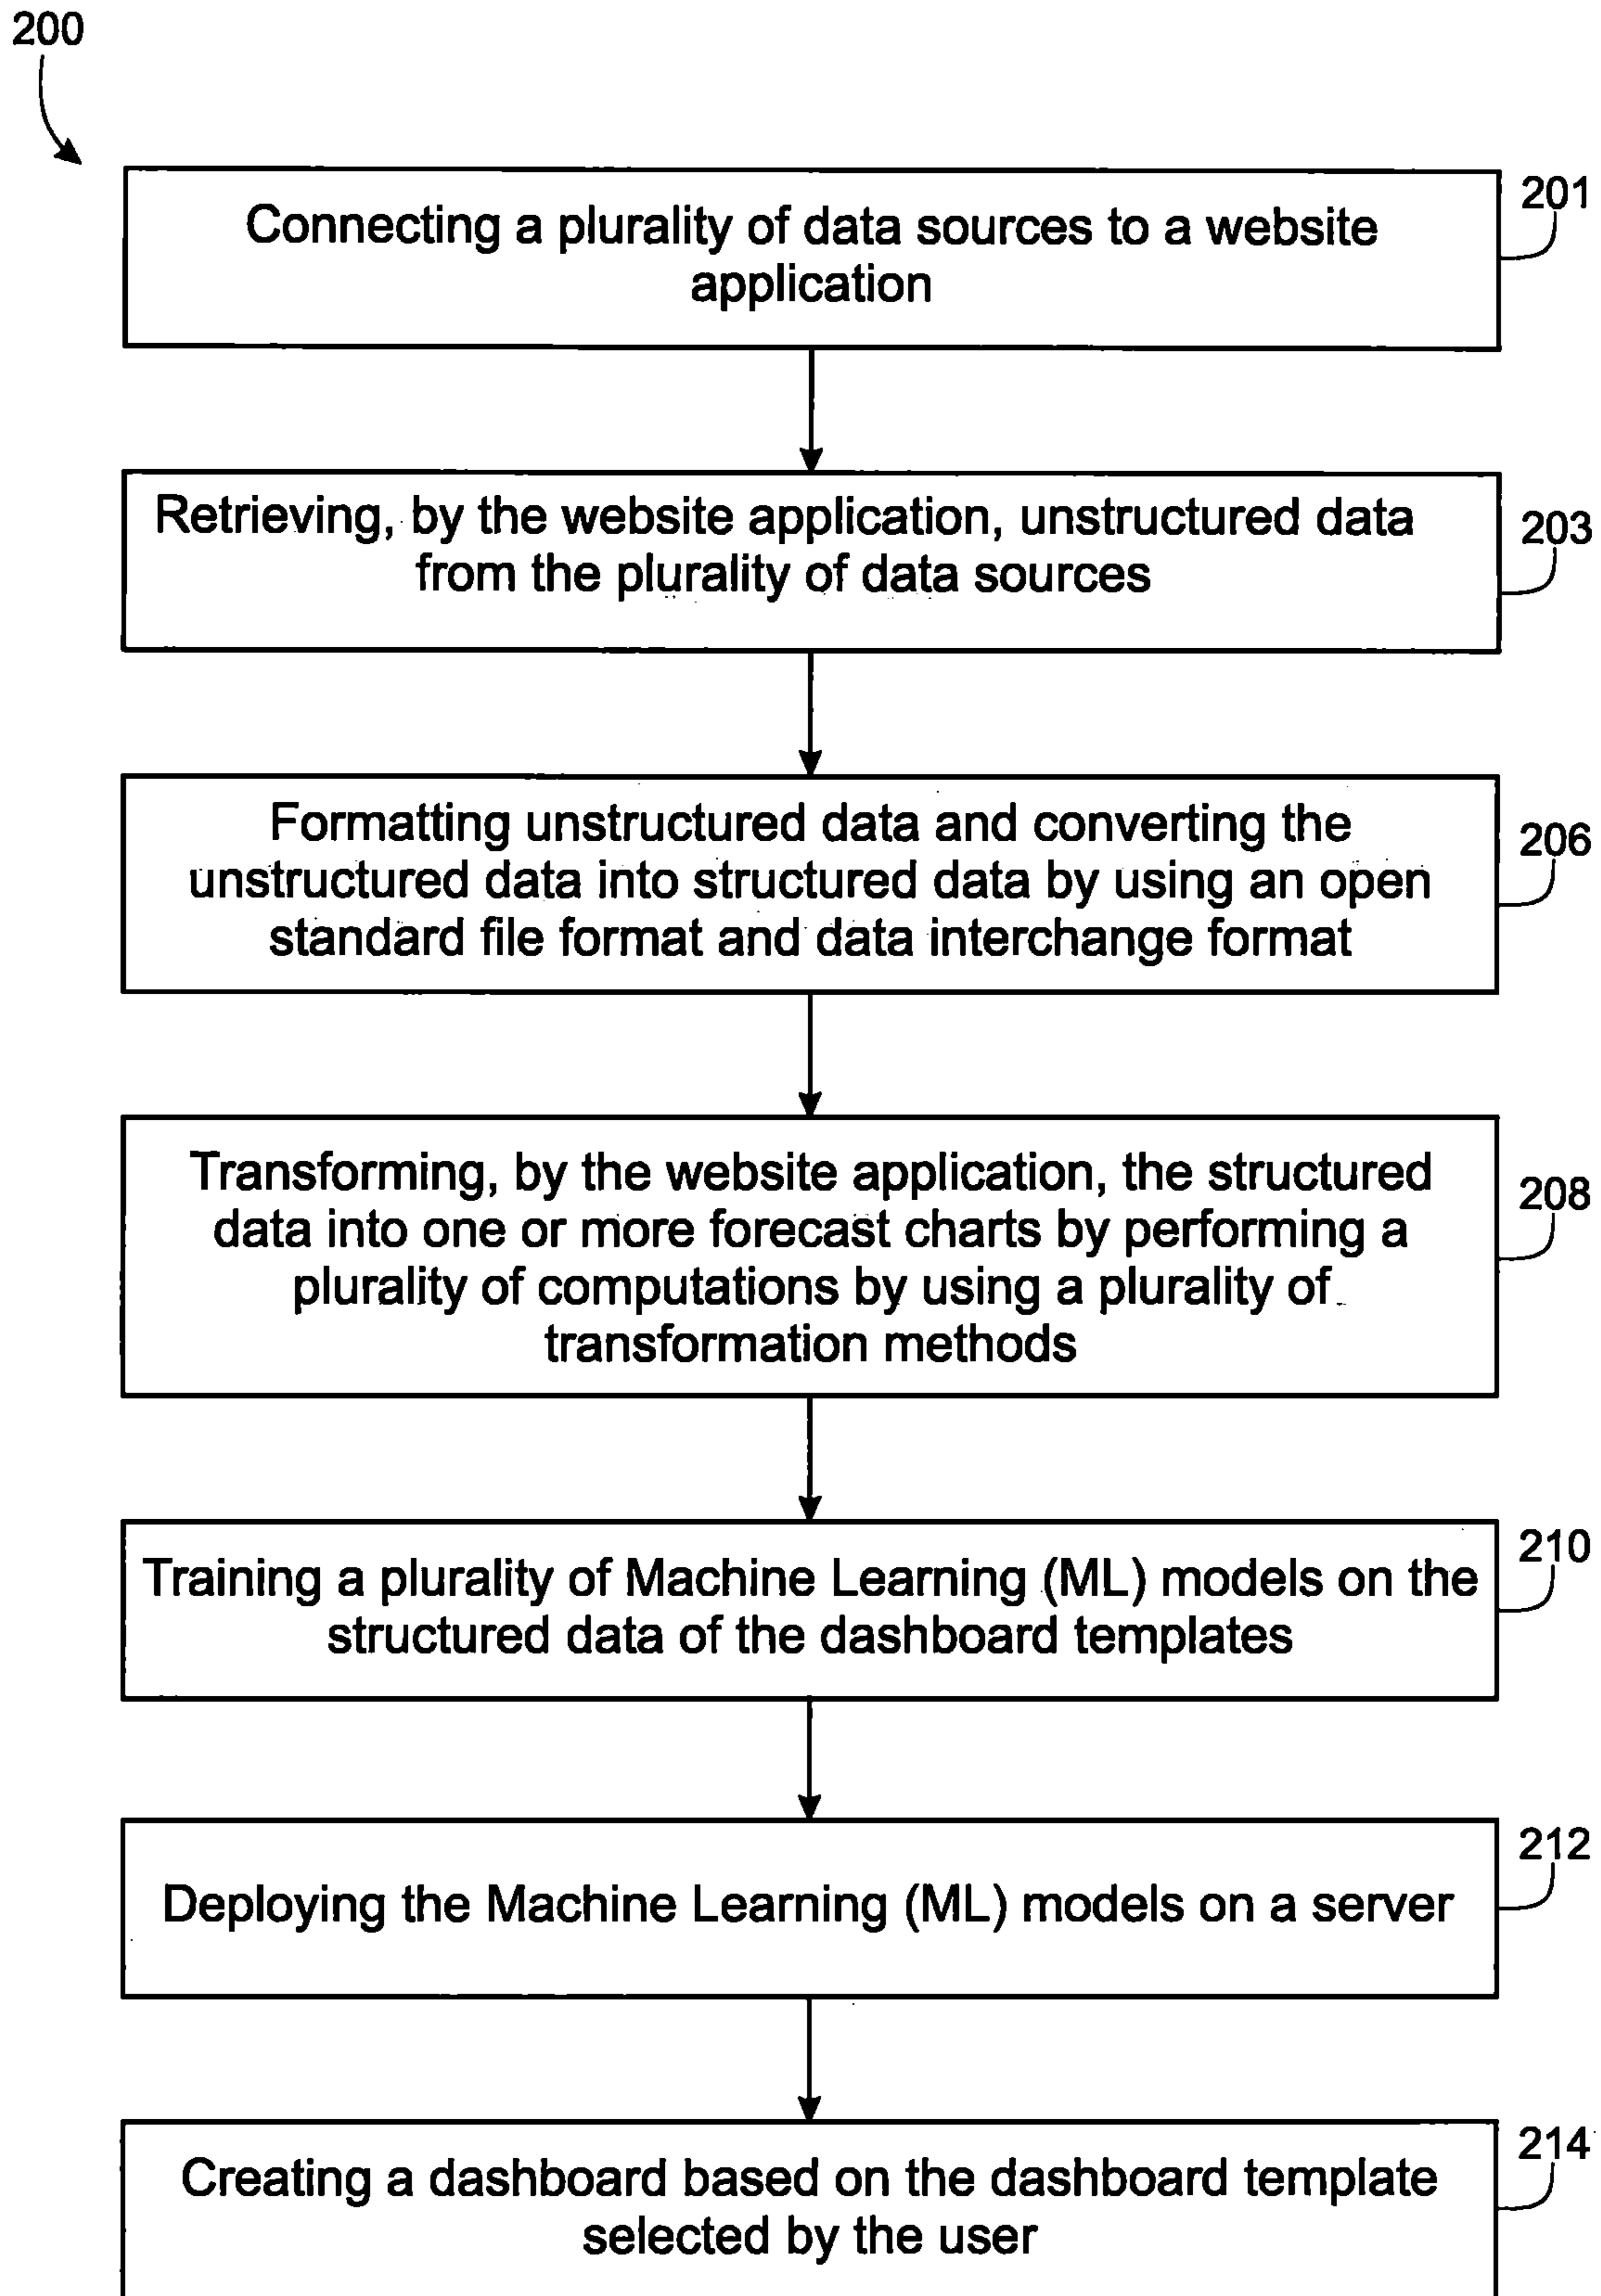 200
201
Connecting a plurality of data sources to a website
application
Retrieving, by the website application, unstructured data
from the plurality of data sources
203
Formatting unstructured data and converting the
unstructured data into structured data by using an open
standard file format and data interchange format
206
Transforming, by the website application, the structured
data into one or more forecast charts by performing a
plurality of computations by using a plurality of
transformation methods
208
Training a plurality of Machine Learning (ML) models on the
structured data of the dashboard templates
210
Deploying the Machine Learning (ML) models on a server
212
Creating a dashboard based on the dashboard template
selected by the user
214